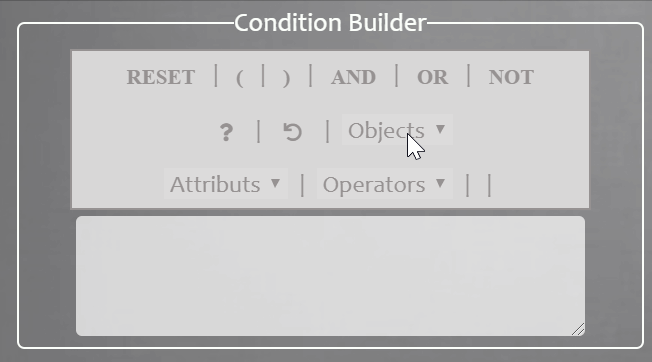 Condition Builder
RESET | ( | ) | AND | OR | NOT
? | | Objects ▼
Attributs ▼ | Operators ▼ | |